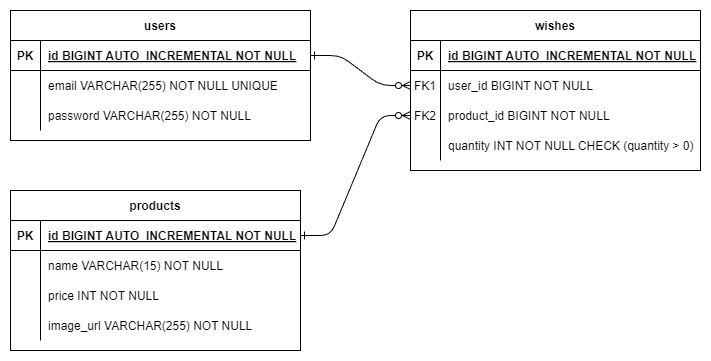 users
PK id BIGINT AUTO_INCREMENTAL NOT NULL
email VARCHAR(255) NOT NULL UNIQUE
password VARCHAR(255) NOT NULL
wishes
PK id BIGINT AUTO_INCREMENTAL NOT NULL
FK1 user_id BIGINT NOT NULL
FK2 product_id BIGINT NOT NULL
quantity INT NOT NULL CHECK (quantity > 0)
products
PK id BIGINT AUTO_INCREMENTAL NOT NULL
name VARCHAR(15) NOT NULL
price INT NOT NULL
image_url VARCHAR(255) NOT NULL